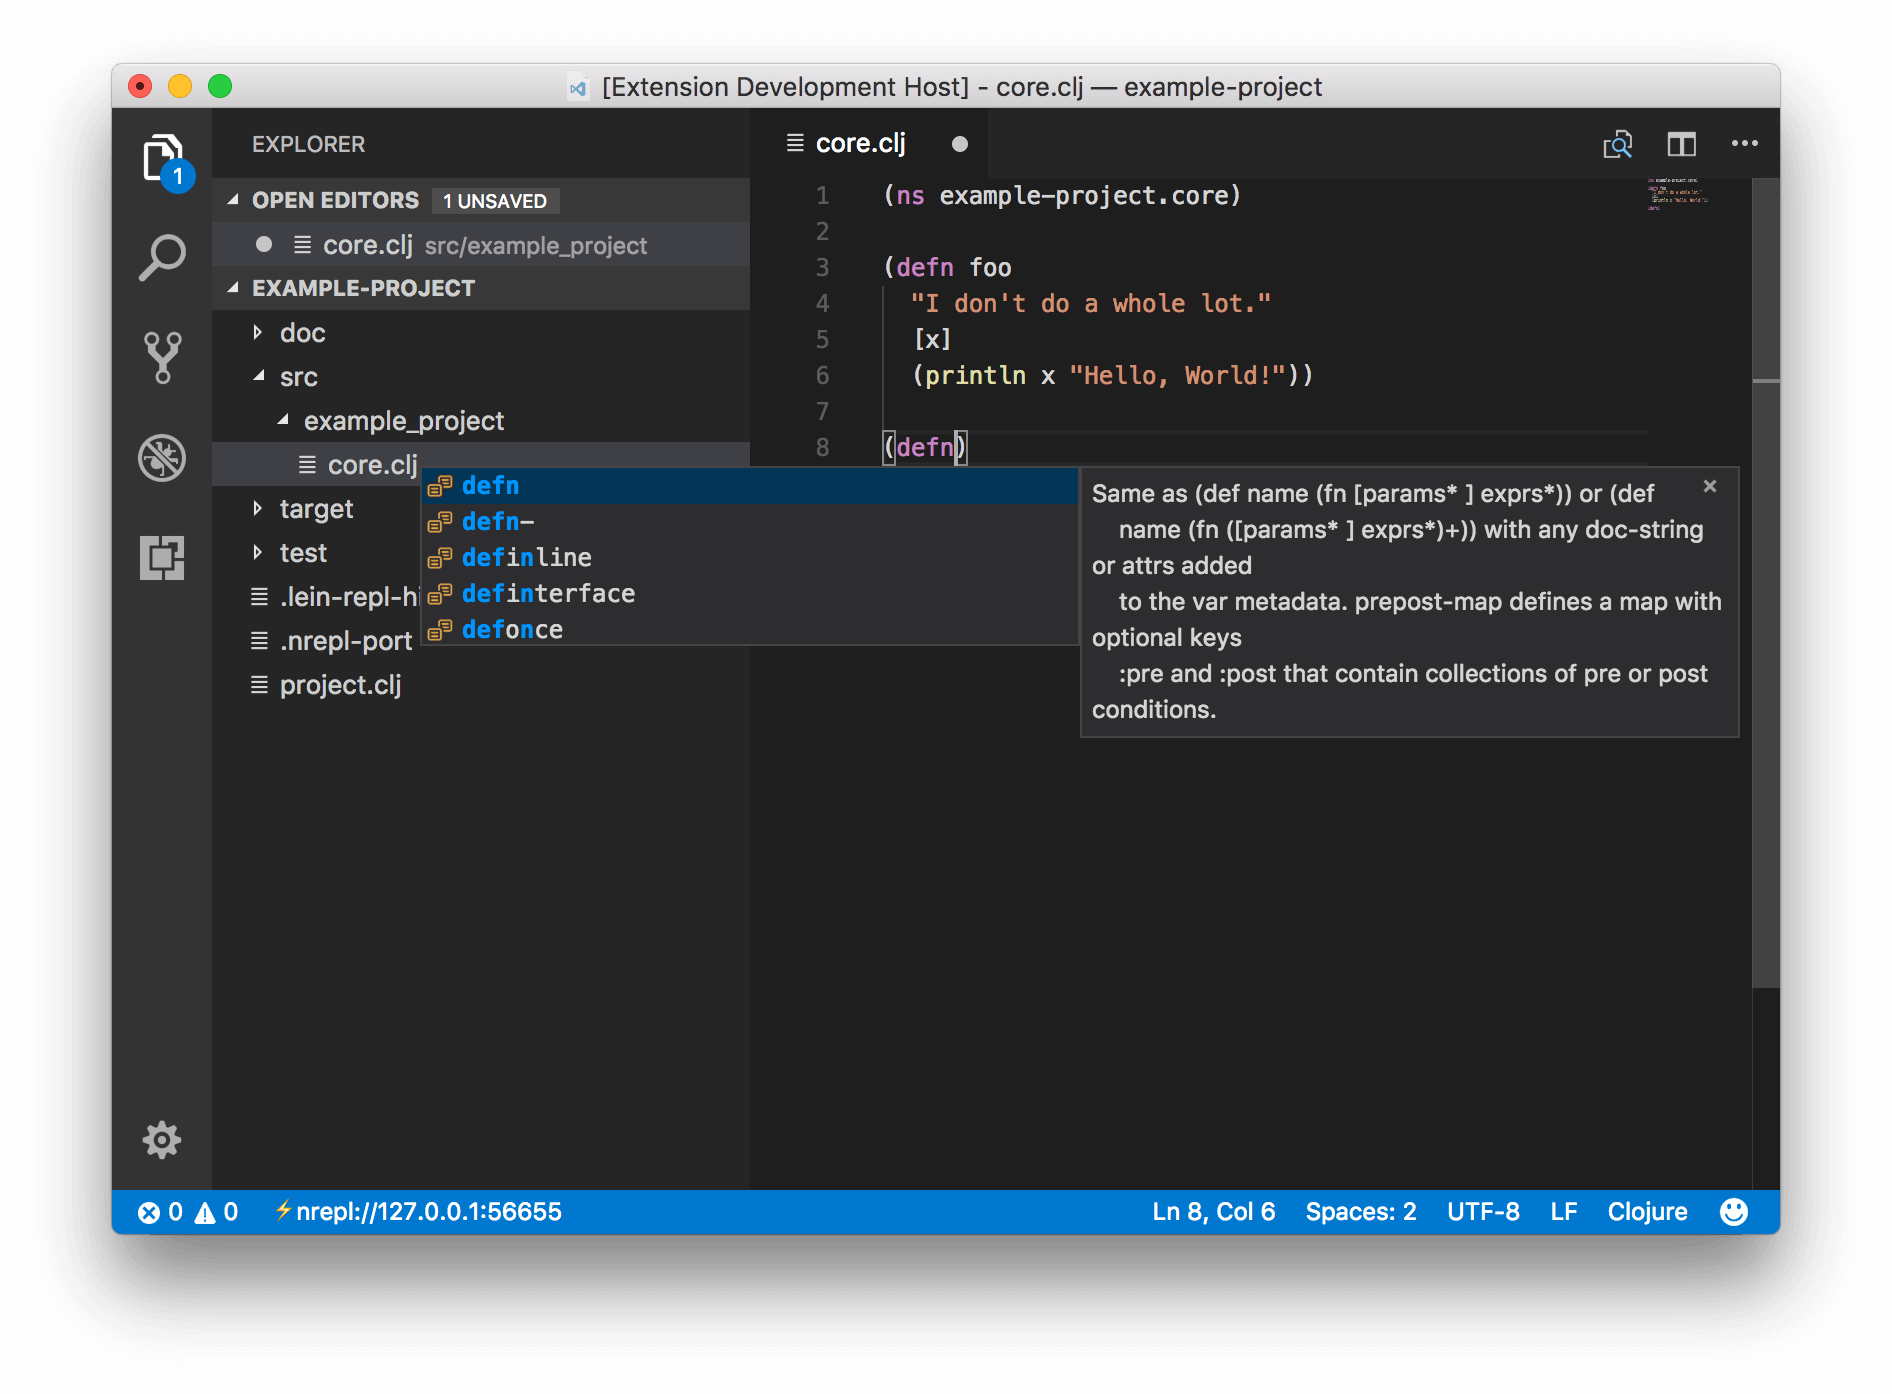 [Extension Development Host] - core.clj — example-project
EXPLORER
1
OPEN EDITORS 1 UNSAVED
core.clj src/example_project
EXAMPLE-PROJECT
doc
src
example_project
core.clj
target
test
.lein-repl-hi
.nrepl-port
project.clj
core.clj
1 (ns example-project.core)
2
3 (defn foo
4 "I don't do a whole lot."
5 [x]
6 (println x "Hello, World!"))
7
8 (defn)
defn
defn-
definline
definterface
defonce
Same as (def name (fn [params* ] exprs*)) or (def
name (fn ([params* ] exprs*)+)) with any doc-string
or attrs added
to the var metadata. prepost-map defines a map with
optional keys
:pre and :post that contain collections of pre or post
conditions.
0 0 nrepl://127.0.0.1:56655 Ln 8, Col 6 Spaces: 2 UTF-8 LF Clojure